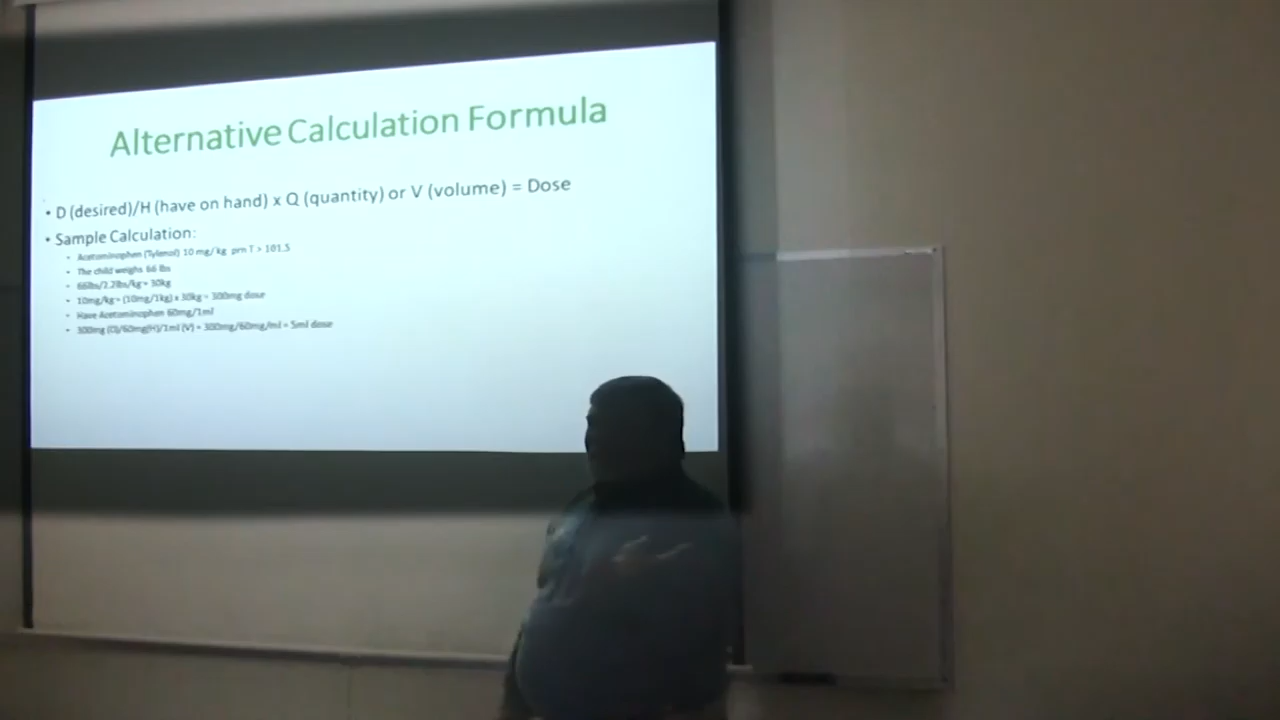 Alternative Calculation Formula
• D (desired)/H (have on hand) x Q (quantity) or V (volume) = Dose
• Sample Calculation:
• Acetominophen (Tylenol) 10 mg/kg prn T > 101.5
• The child weighs 66 lbs
• 66lbs/2.2lbs/kg = 30kg
• 10mg/kg = (10mg/1kg) x 30kg = 300mg dose
• Have Acetominophen 60mg/1ml
• 300mg (D)/60mg(H)/1ml (V) = 300mg/60mg/ml = 5ml dose